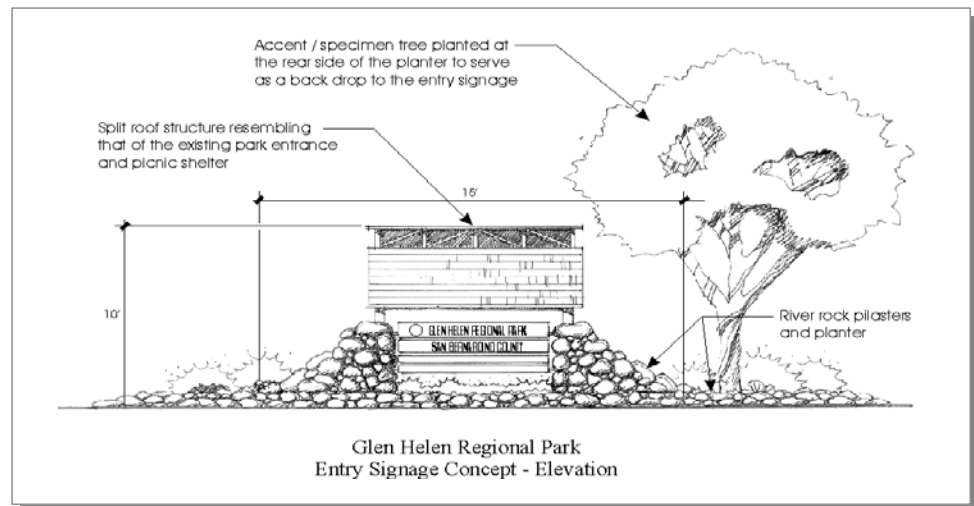 Accent / specimen tree planted at
the rear side of the planter to serve
as a back drop to the entry signage
Split roof structure resembling
that of the existing park entrance
and picnic shelter
15'
10'
GLEN HELEN REGIONAL PARK
SAN BERNARDINO COUNTY
River rock pilasters
and planter
Glen Helen Regional Park
Entry Signage Concept - Elevation